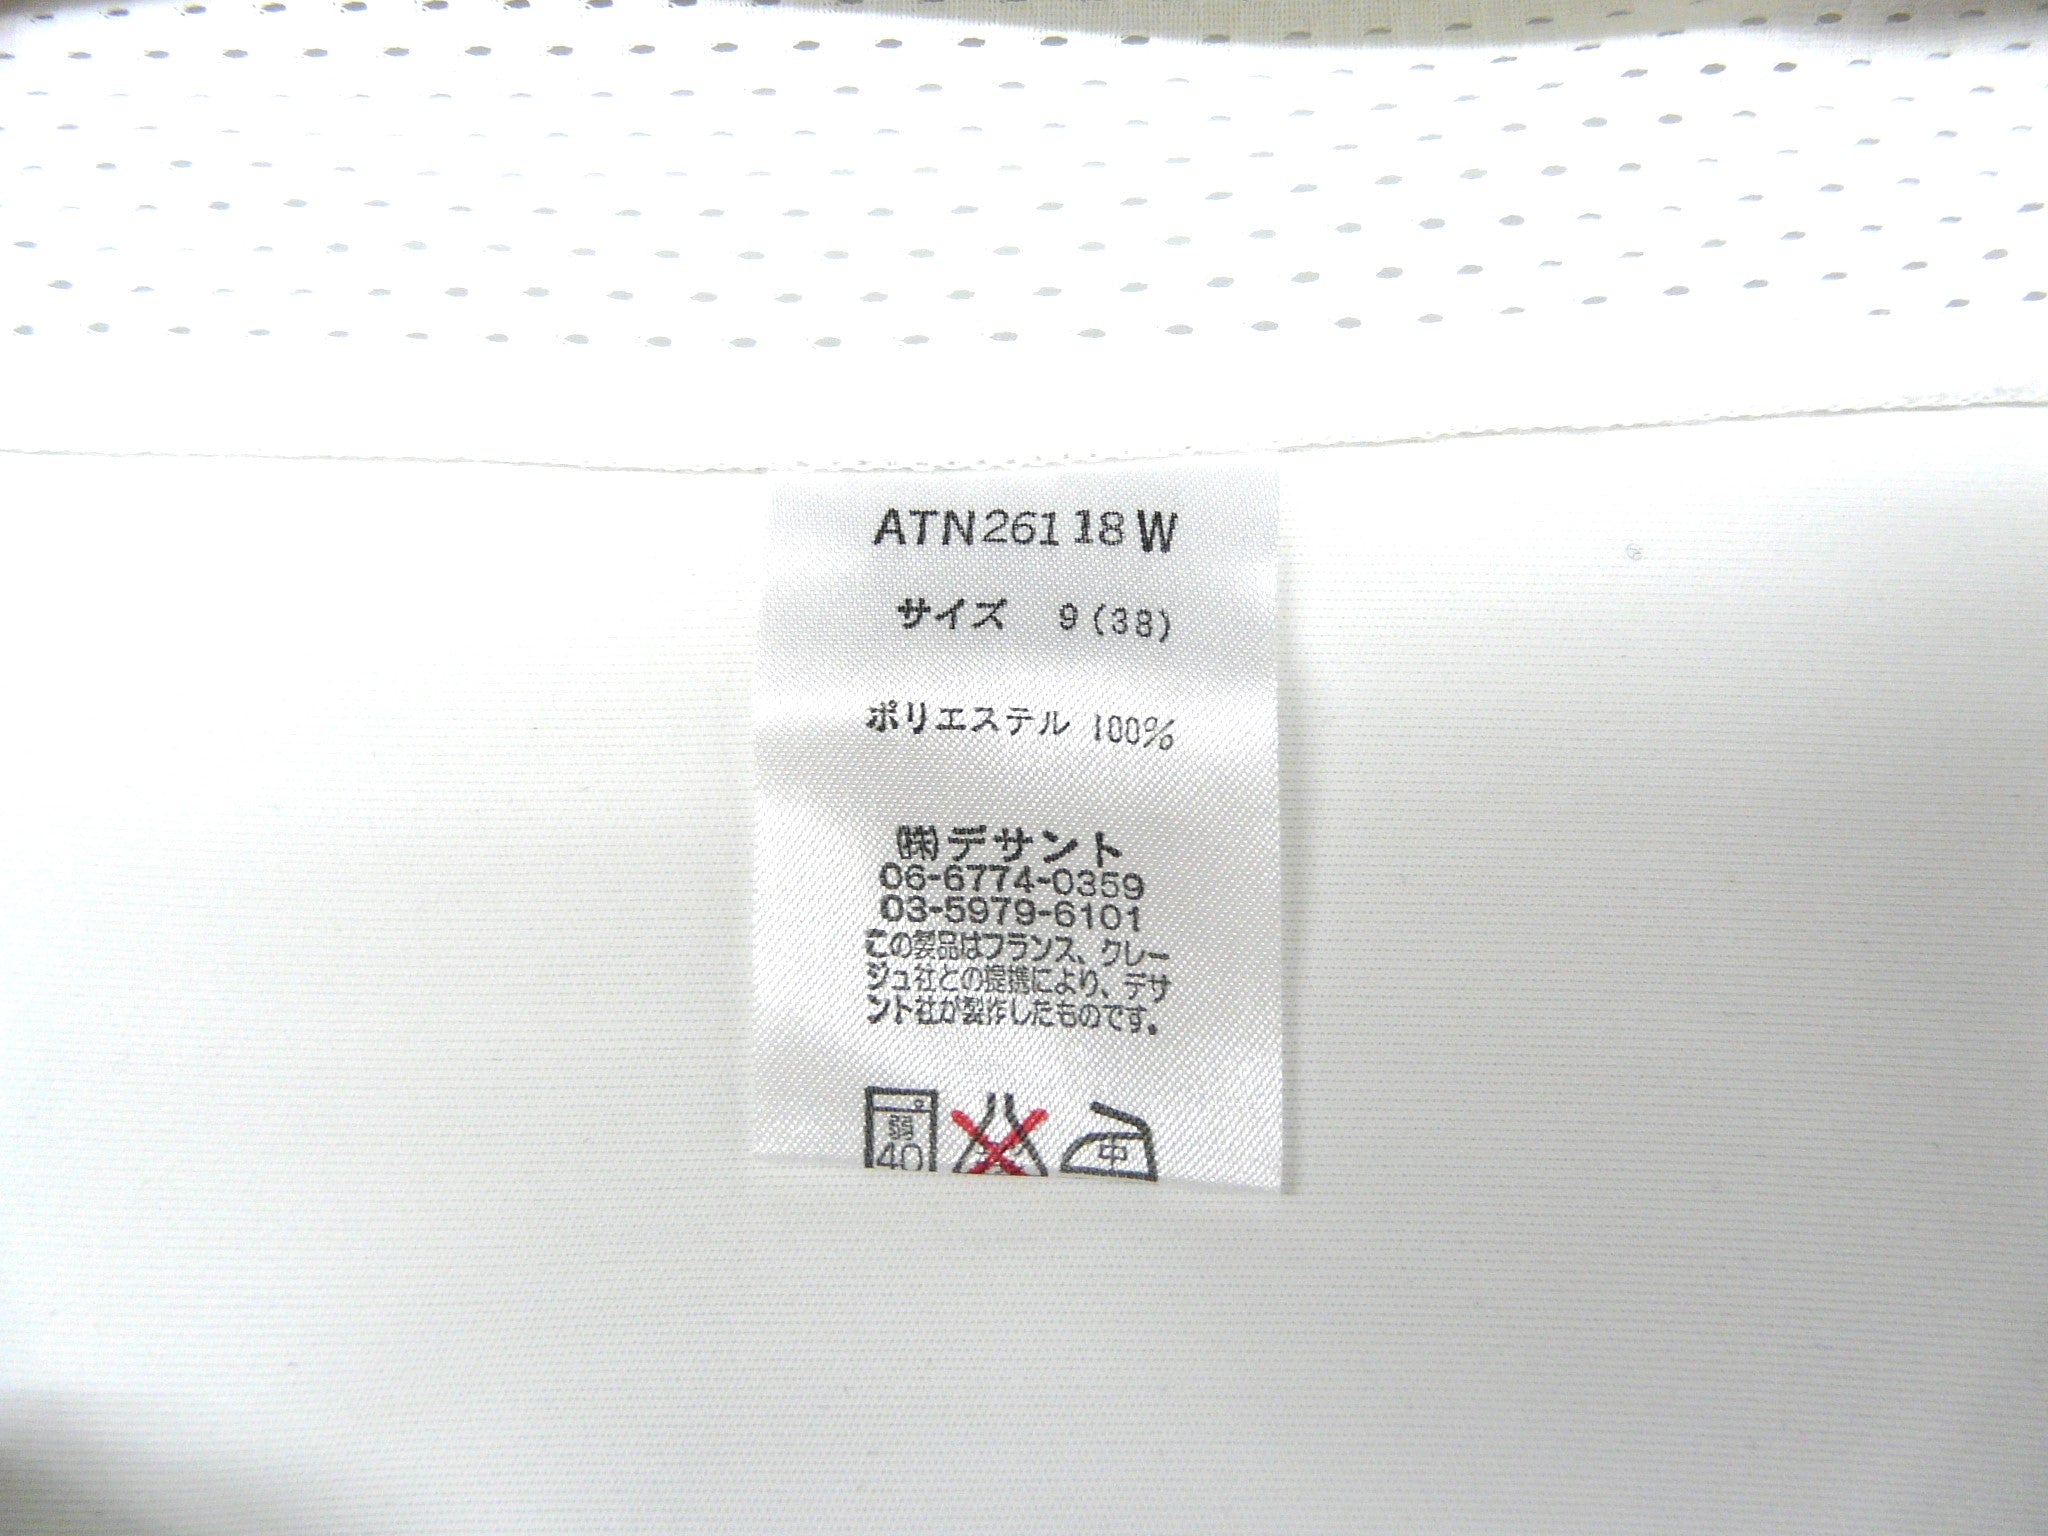 ATN26118W
サイズ 9(38)
ポリエステル 100%
㈱デサント
06-6774-0359
03-5979-6101
この製品はフランス、クレー
ジュ社との提携により、デサ
ント社が製作したものです。
弱
40
中